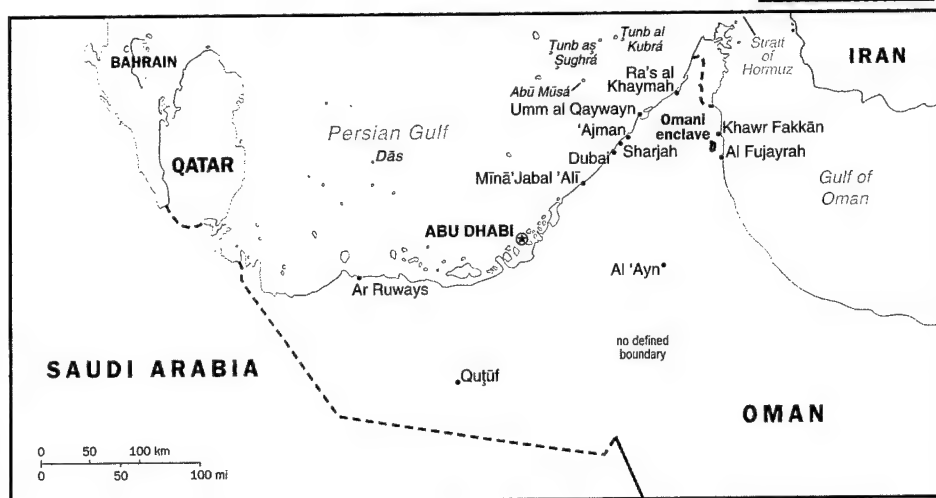 BAHRAIN
QATAR
Persian Gulf
Dās
Ţunb aş
Şughrá
Ţunb al
Kubrá
Abū Mūsá
Strait
of
Hormuz
IRAN
Ra's al
Khaymah
Umm al Qaywayn
'Ajman
Omani
enclave
Khawr Fakkān
Dubai
Sharjah
Al Fujayrah
Mīnā'Jabal 'Alī
Gulf of
Oman
ABU DHABI
Al 'Ayn
Ar Ruways
no defined
boundary
SAUDI ARABIA
Quţūf
OMAN
0 50 100 km
0 50 100 mi